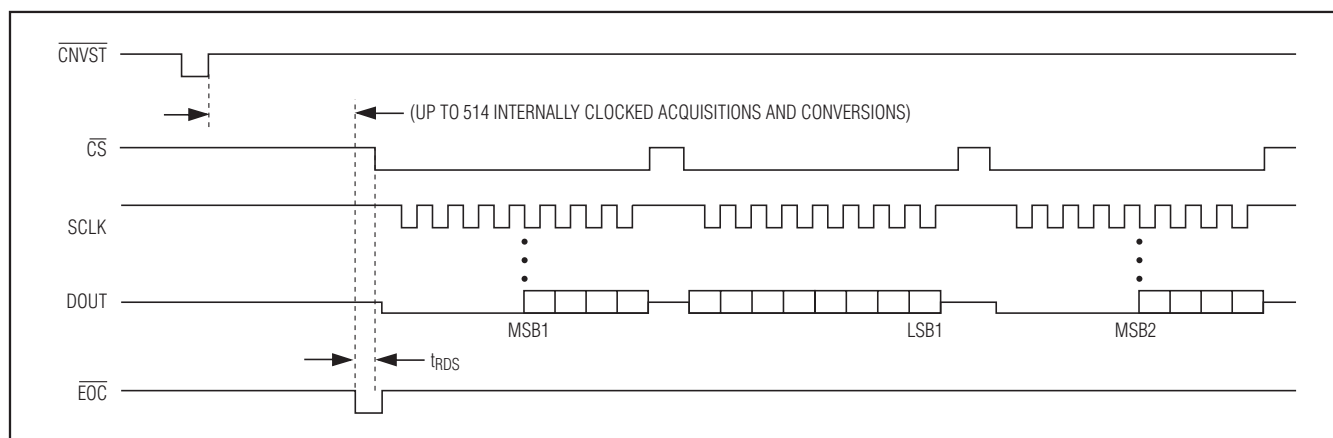 CNVST
(UP TO 514 INTERNALLY CLOCKED ACQUISITIONS AND CONVERSIONS)
CS
SCLK
DOUT
MSB1
LSB1
MSB2
tRDS
EOC